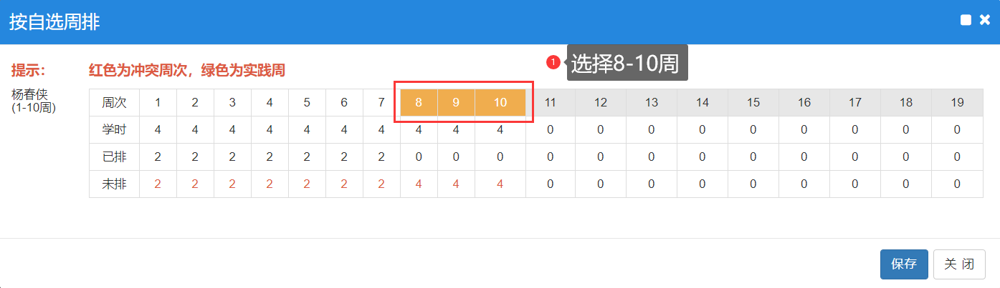 按自选周排
1 选择8-10周
提示: 红色为冲突周次，绿色为实践周
杨春侠
(1-10周)
周次 1 2 3 4 5 6 7 8 9 10 11 12 13 14 15 16 17 18 19
学时 4 4 4 4 4 4 4 4 4 4 0 0 0 0 0 0 0 0 0
已排 2 2 2 2 2 2 2 0 0 0 0 0 0 0 0 0 0 0 0
未排 2 2 2 2 2 2 2 4 4 4 0 0 0 0 0 0 0 0 0
保存 关 闭